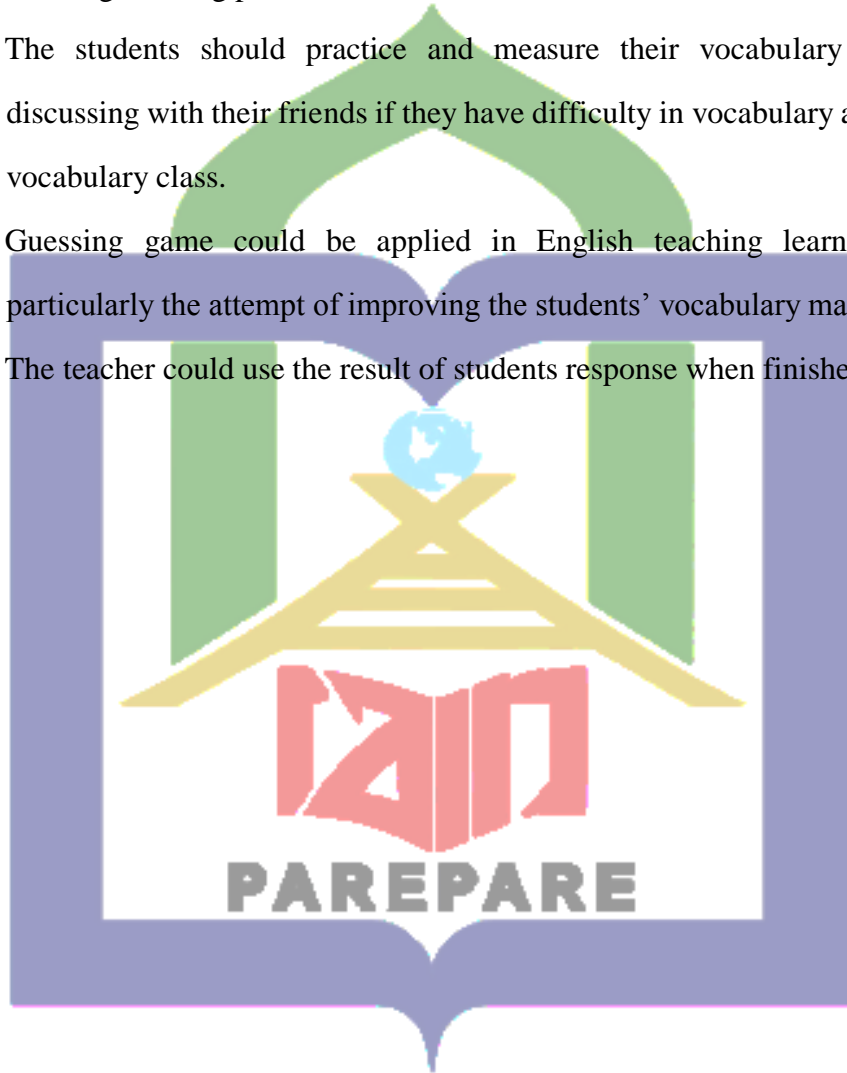 The students should practice and measure their vocabulary
discussing with their friends if they have difficulty in vocabulary
vocabulary class.
Guessing game could be applied in English teaching learn
particularly the attempt of improving the students’ vocabulary ma
The teacher could use the result of students response when finishe
iain
PAREPARE